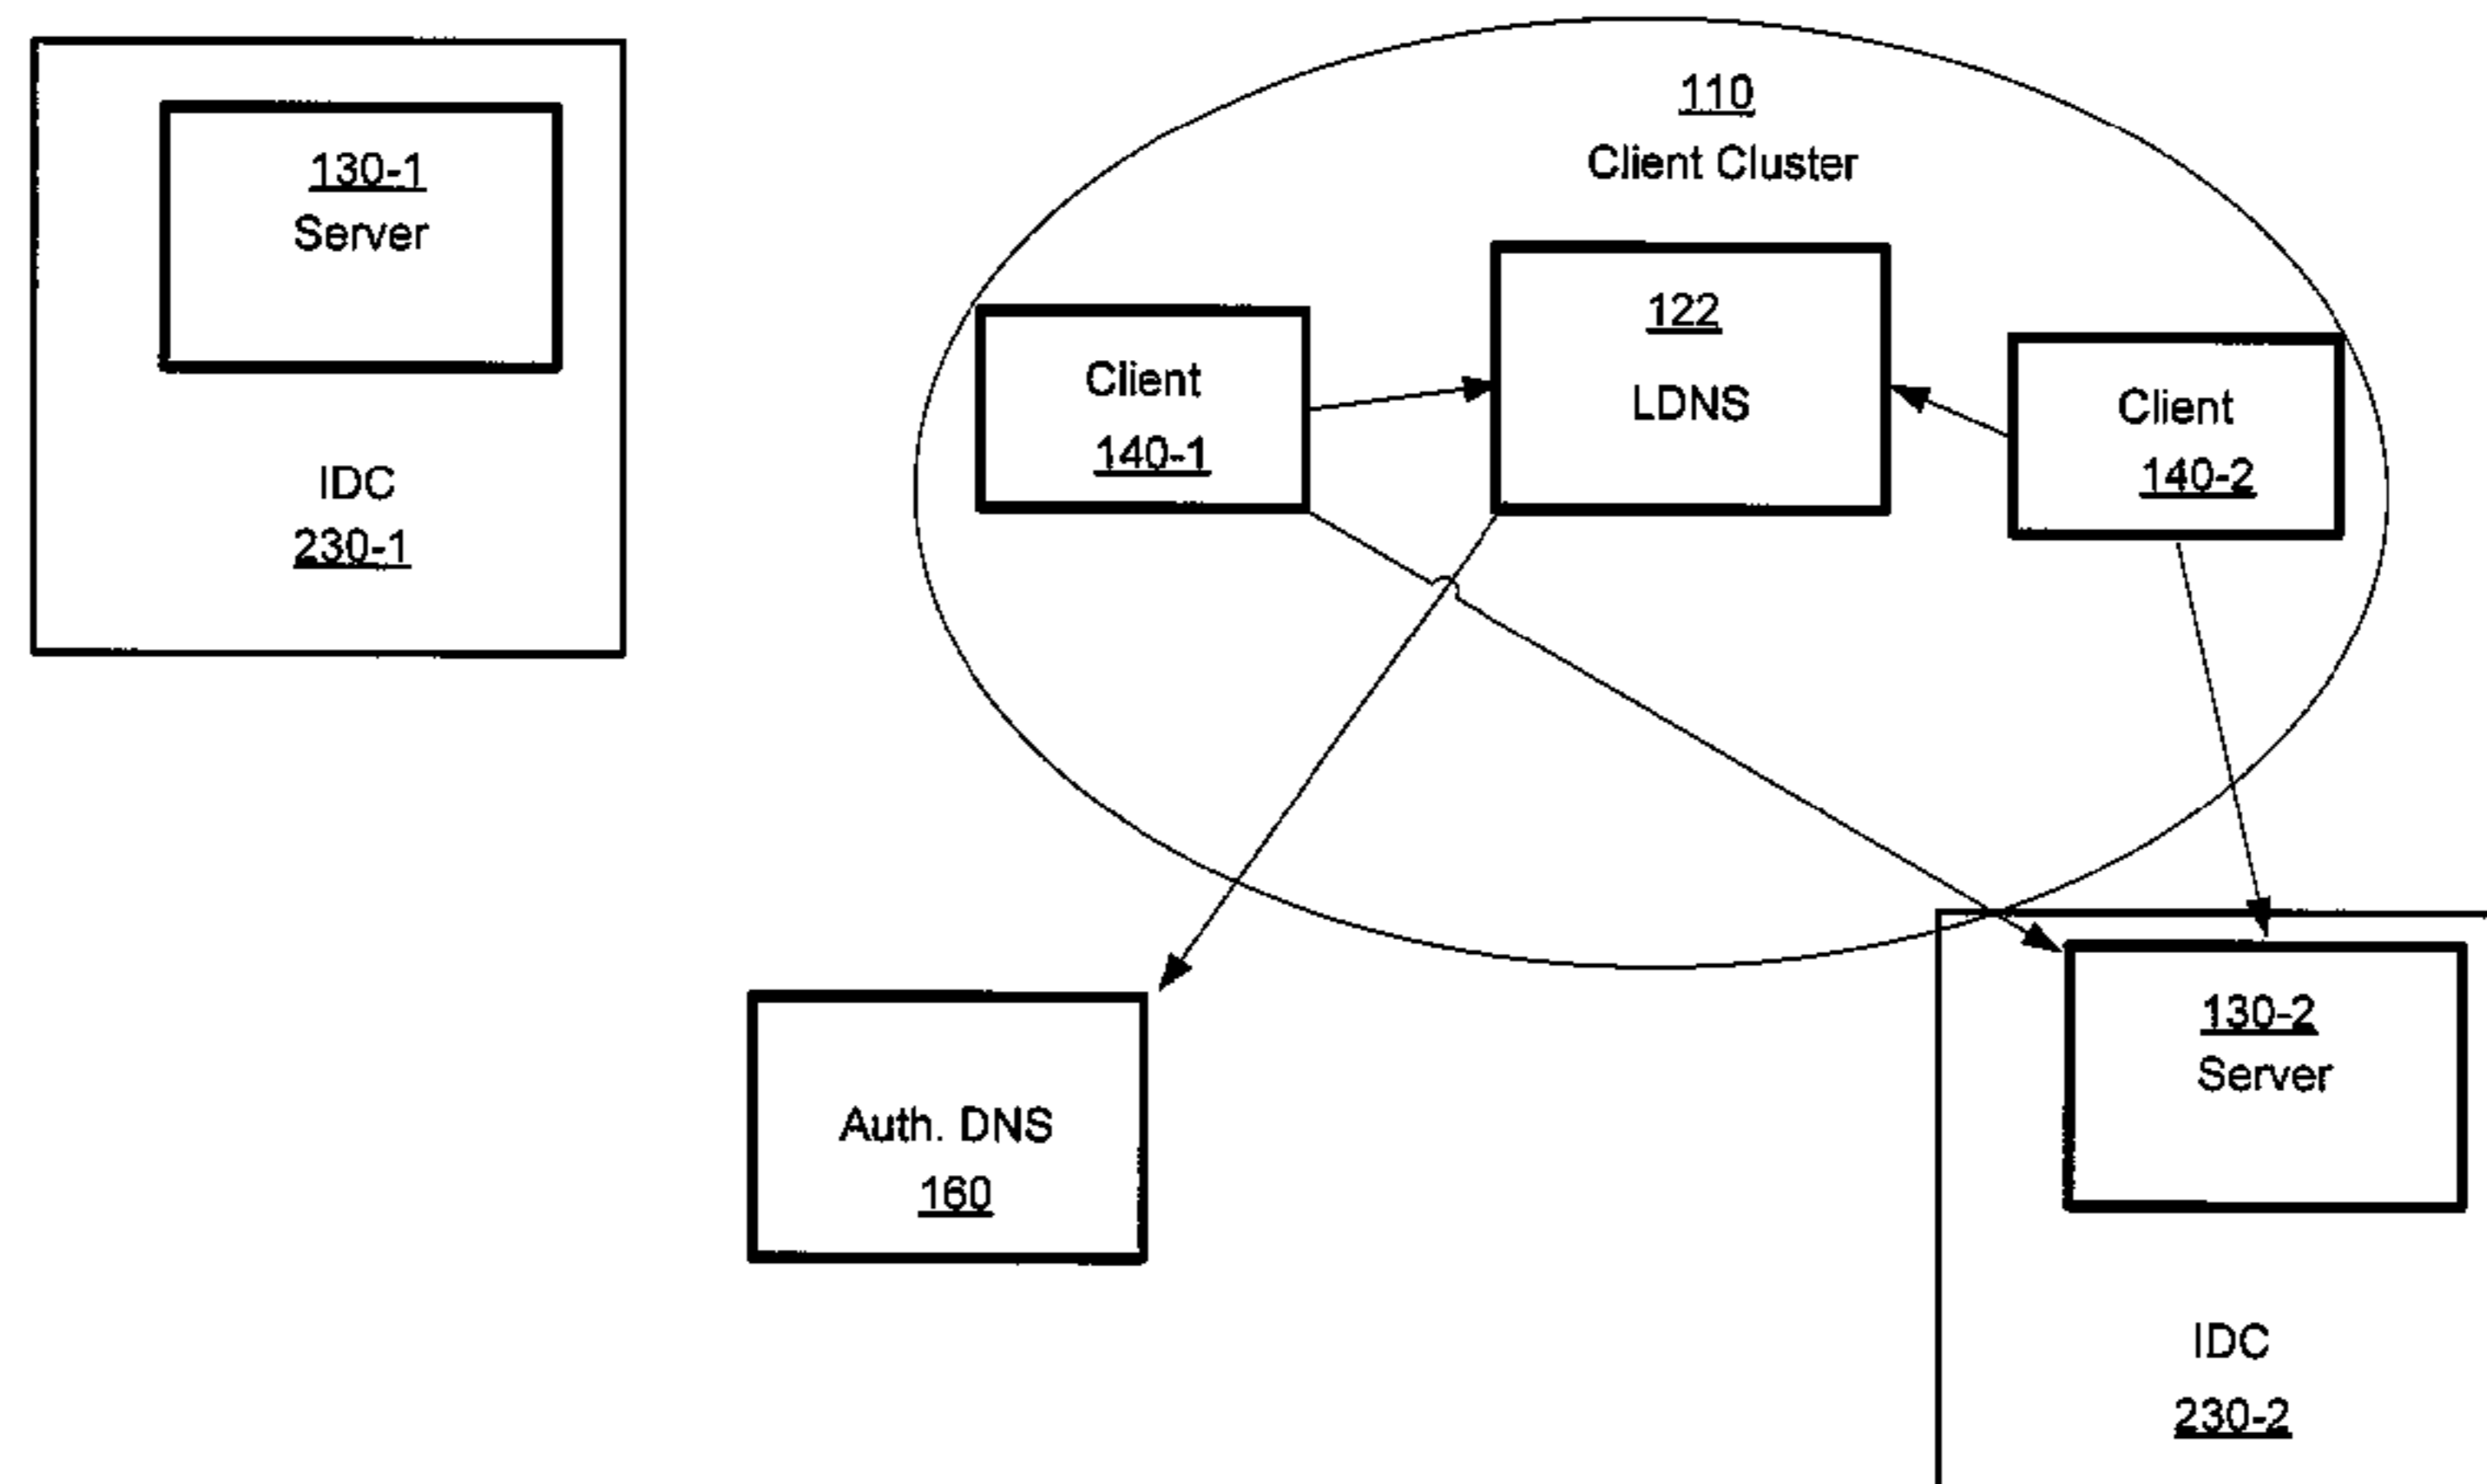 130-1
Server
IDC
230-1
110
Client Cluster
Client
140-1
122
LDNS
Client
140-2
Auth. DNS
160
130-2
Server
IDC
230-2